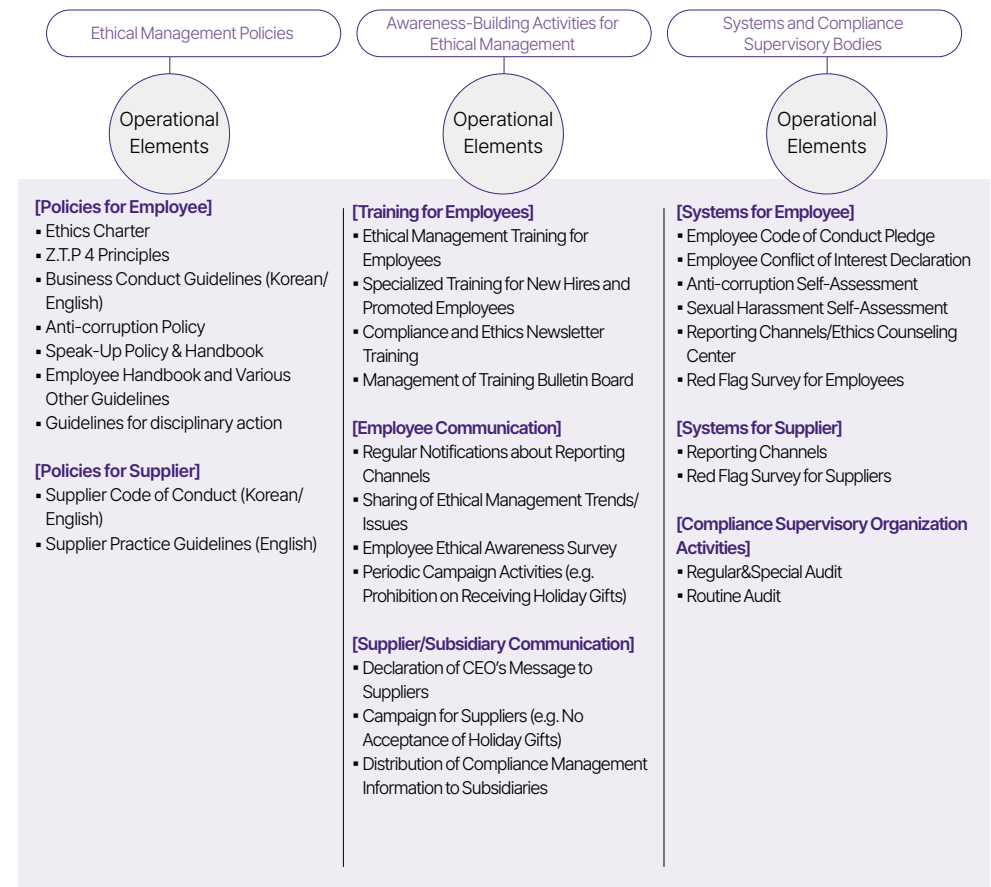 Ethical Management Policies
Operational
Elements
[Policies for Employee]
▪ Ethics Charter
▪ Z.T.P 4 Principles
▪ Business Conduct Guidelines (Korean/
English)
▪ Anti-corruption Policy
▪ Speak-Up Policy & Handbook
▪ Employee Handbook and Various
Other Guidelines
▪ Guidelines for disciplinary action
[Policies for Supplier]
▪ Supplier Code of Conduct (Korean/
English)
▪ Supplier Practice Guidelines (English)
Awareness-Building Activities for
Ethical Management
Operational
Elements
[Training for Employees]
▪ Ethical Management Training for
Employees
▪ Specialized Training for New Hires and
Promoted Employees
▪ Compliance and Ethics Newsletter
Training
▪ Management of Training Bulletin Board
[Employee Communication]
▪ Regular Notifications about Reporting
Channels
▪ Sharing of Ethical Management Trends/
Issues
▪ Employee Ethical Awareness Survey
▪ Periodic Campaign Activities (e.g.
Prohibition on Receiving Holiday Gifts)
[Supplier/Subsidiary Communication]
▪ Declaration of CEO's Message to
Suppliers
▪ Campaign for Suppliers (e.g. No
Acceptance of Holiday Gifts)
▪ Distribution of Compliance Management
Information to Subsidiaries
Systems and Compliance
Supervisory Bodies
Operational
Elements
[Systems for Employee]
▪ Employee Code of Conduct Pledge
▪ Employee Conflict of Interest Declaration
▪ Anti-corruption Self-Assessment
▪ Sexual Harassment Self-Assessment
▪ Reporting Channels/Ethics Counseling
Center
▪ Red Flag Survey for Employees
[Systems for Supplier]
▪ Reporting Channels
▪ Red Flag Survey for Suppliers
[Compliance Supervisory Organization
Activities]
▪ Regular&Special Audit
▪ Routine Audit